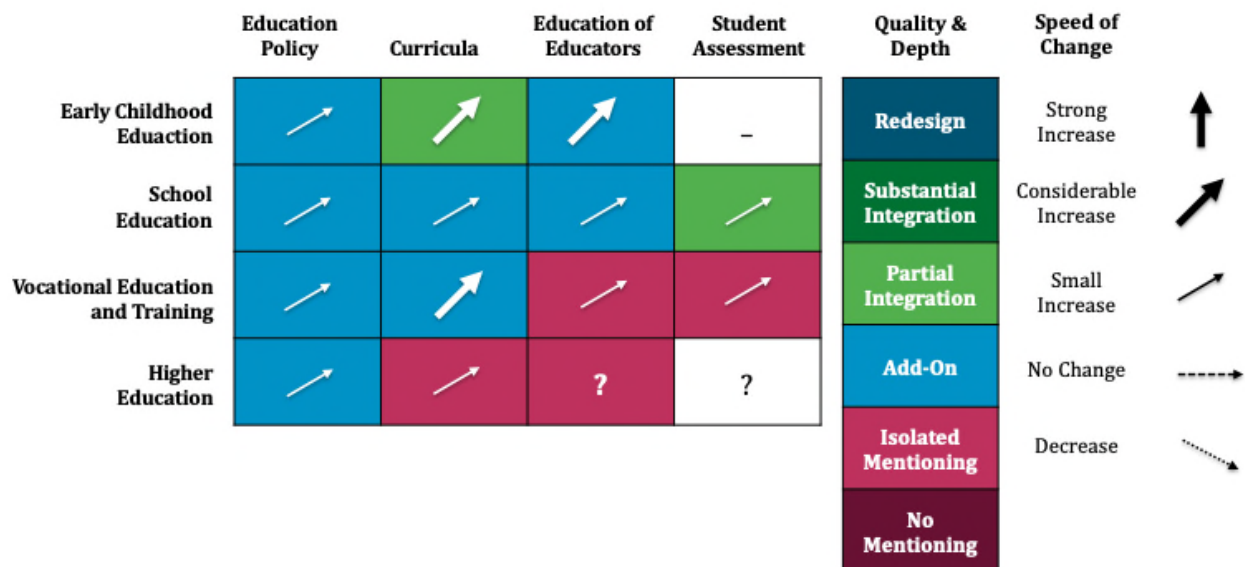 Education
Policy
Curricula
Education of
Educators
Student
Assessment
Quality &
Depth
Speed of
Change
Early Childhood
Eduaction
–
Redesign
Strong
Increase
School
Education
Substantial
Integration
Considerable
Increase
Vocational Education
and Training
Partial
Integration
Small
Increase
Higher
Education
?
?
Add-On
No Change
Isolated
Mentioning
Decrease
No
Mentioning